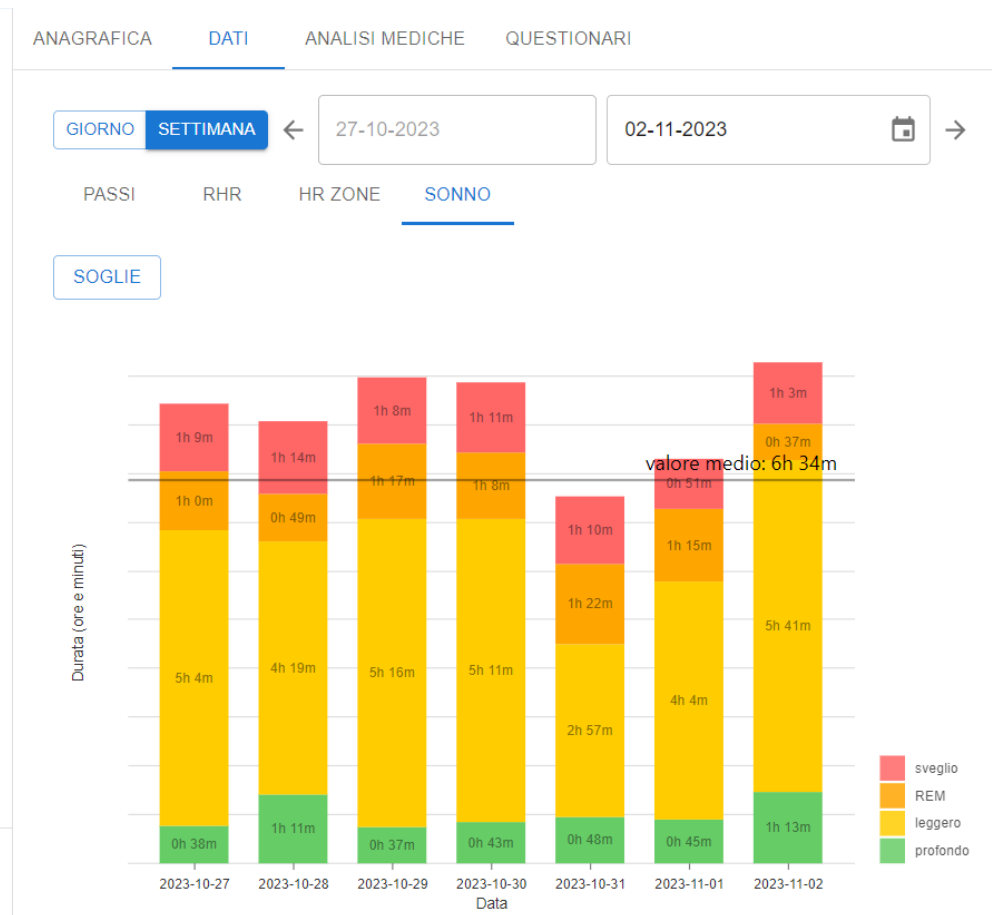 ANAGRAFICA DATI ANALISI MEDICHE QUESTIONARI
GIORNO SETTIMANA 27-10-2023 02-11-2023
PASSI RHR HR ZONE SONNO
SOGLIE
Durata (ore e minuti)
1h 9m 1h 14m 1h 8m 1h 11m 1h 10m 0h 51m 1h 3m
1h 0m 0h 49m 1h 17m 1h 8m 1h 22m 1h 15m 0h 37m
valore medio: 6h 34m
5h 4m 4h 19m 5h 16m 5h 11m 2h 57m 4h 4m 5h 41m
0h 38m 1h 11m 0h 37m 0h 43m 0h 48m 0h 45m 1h 13m
sveglio
REM
leggero
profondo
2023-10-27 2023-10-28 2023-10-29 2023-10-30 2023-10-31 2023-11-01 2023-11-02
Data